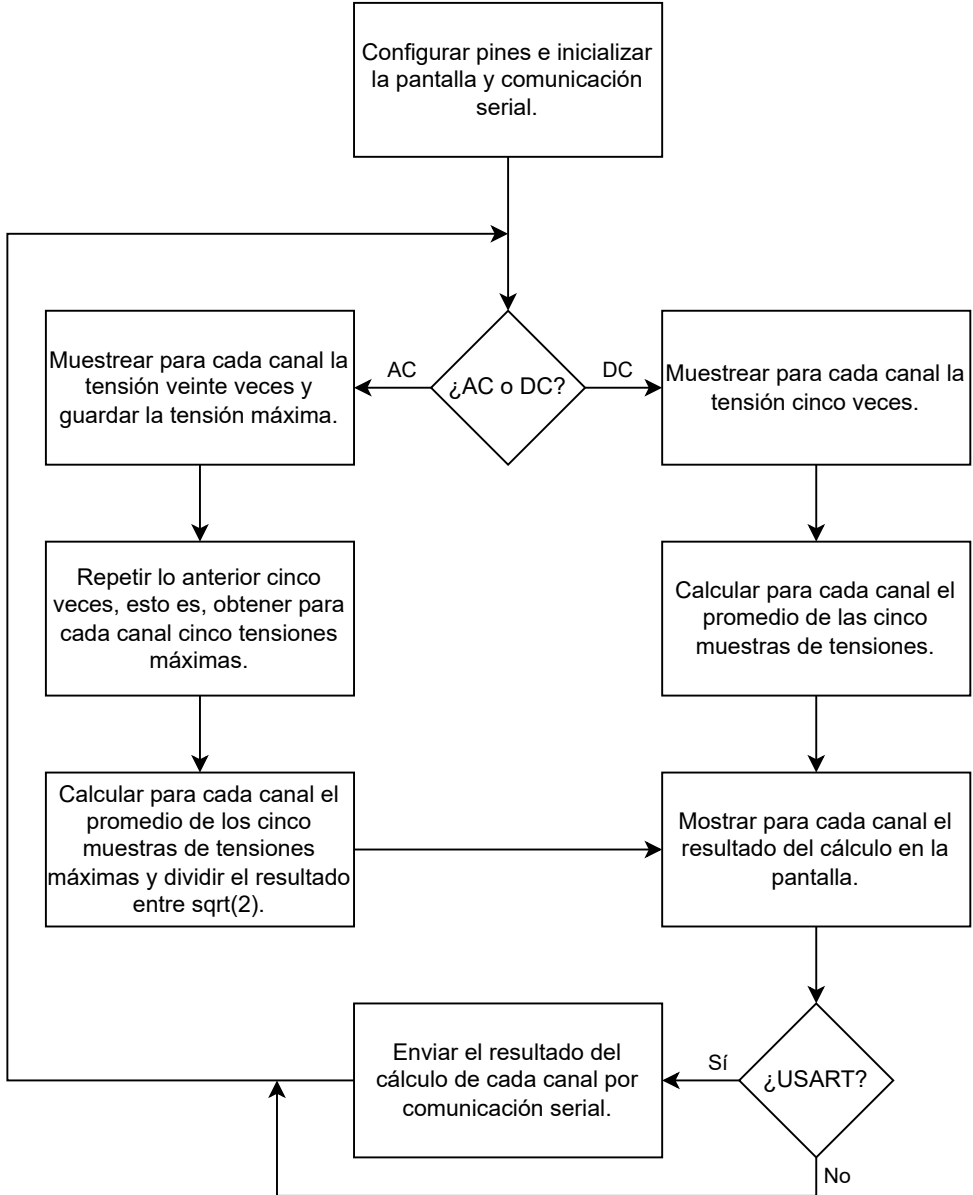 Configurar pines e inicializar
la pantalla y comunicación
serial.
Muestrear para cada canal la
tensión veinte veces y
guardar la tensión máxima.
AC
¿AC o DC?
DC
Muestrear para cada canal la
tensión cinco veces.
Repetir lo anterior cinco
veces, esto es, obtener para
cada canal cinco tensiones
máximas.
Calcular para cada canal el
promedio de las cinco
muestras de tensiones.
Calcular para cada canal el
promedio de los cinco
muestras de tensiones
máximas y dividir el resultado
entre sqrt(2).
Mostrar para cada canal el
resultado del cálculo en la
pantalla.
Enviar el resultado del
cálculo de cada canal por
comunicación serial.
Sí
¿USART?
No